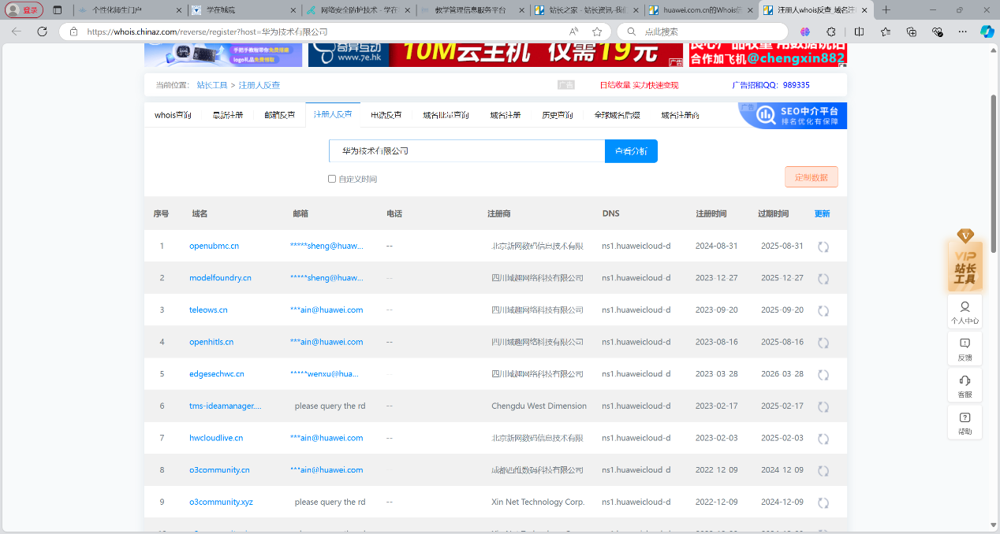 登录
个性化师生门户
学在城院
网络安全防护技术 - 学在
教学管理信息服务平台
站长之家 - 站长资讯-我们
huawei.com.cn的Whois信
注册人whois反查_域名注
https://whois.chinaz.com/reverse/register?host=华为技术有限公司
点此搜索
手把手教即带你免费搭建
logo礼品免费领取
奇异互动
www.7e.hk
10M云主机 仅需19元
广告
良心产品收量 用数据说话
合作加飞机@chengxin882
当前位置: 站长工具 > 注册人反查
广告
日结收量 实力快速变现
广告招租QQ: 989335
whois查询 最新注册 邮箱反查 注册人反查 电话反查 域名批量查询 域名注册 历史查询 全球域名后缀 域名注册商
广告
SEO中介平台
排名优化有保障
华为技术有限公司 查看分析
自定义时间
定制数据
序号 域名 邮箱 电话 注册商 DNS 注册时间 过期时间 更新
1 openubmc.cn *****sheng@huaw... -- 北京新网数码信息技术有限 ns1.huaweicloud-d 2024-08-31 2025-08-31
2 modelfoundry.cn *****sheng@huaw... -- 四川域趣网络科技有限公司 ns1.huaweicloud-d 2023-12-27 2025-12-27
3 teleows.cn ***ain@huawei.com -- 四川域趣网络科技有限公司 ns1.huaweicloud-d 2023-09-20 2025-09-20
4 openhitls.cn ***ain@huawei.com -- 四川域趣网络科技有限公司 ns1.huaweicloud-d 2023-08-16 2025-08-16
5 edgesechwc.cn *****wenxu@hua... -- 四川域趣网络科技有限公司 ns1.huaweicloud-d 2023-03-28 2026-03-28
6 tms-ideamanager.... please query the rd -- Chengdu West Dimension ns1.huaweicloud-d 2023-02-17 2025-02-17
7 hwcloudlive.cn ***ain@huawei.com -- 北京新网数码信息技术有限 ns1.huaweicloud-d 2023-02-03 2025-02-03
8 o3community.cn ***ain@huawei.com -- 成都西维数码科技有限公司 ns1.huaweicloud-d 2022-12-09 2024-12-09
9 o3community.xyz please query the rd -- Xin Net Technology Corp. ns1.huaweicloud-d 2022-12-09 2024-12-09
V
VIP
站长
工具
个人中心
反馈
客服
帮助